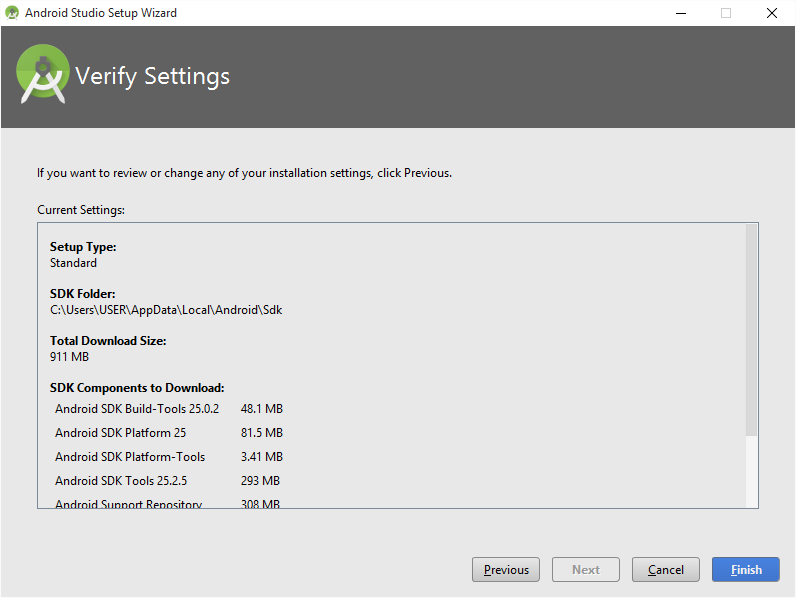 Android Studio Setup Wizard
Verify Settings
If you want to review or change any of your installation settings, click Previous.
Current Settings:
Setup Type:
Standard
SDK Folder:
C:\Users\USER\AppData\Local\Android\Sdk
Total Download Size:
911 MB
SDK Components to Download:
Android SDK Build-Tools 25.0.2 48.1 MB
Android SDK Platform 25 81.5 MB
Android SDK Platform-Tools 3.41 MB
Android SDK Tools 25.2.5 293 MB
Android Support Repository 308 MB
Previous Next Cancel Finish